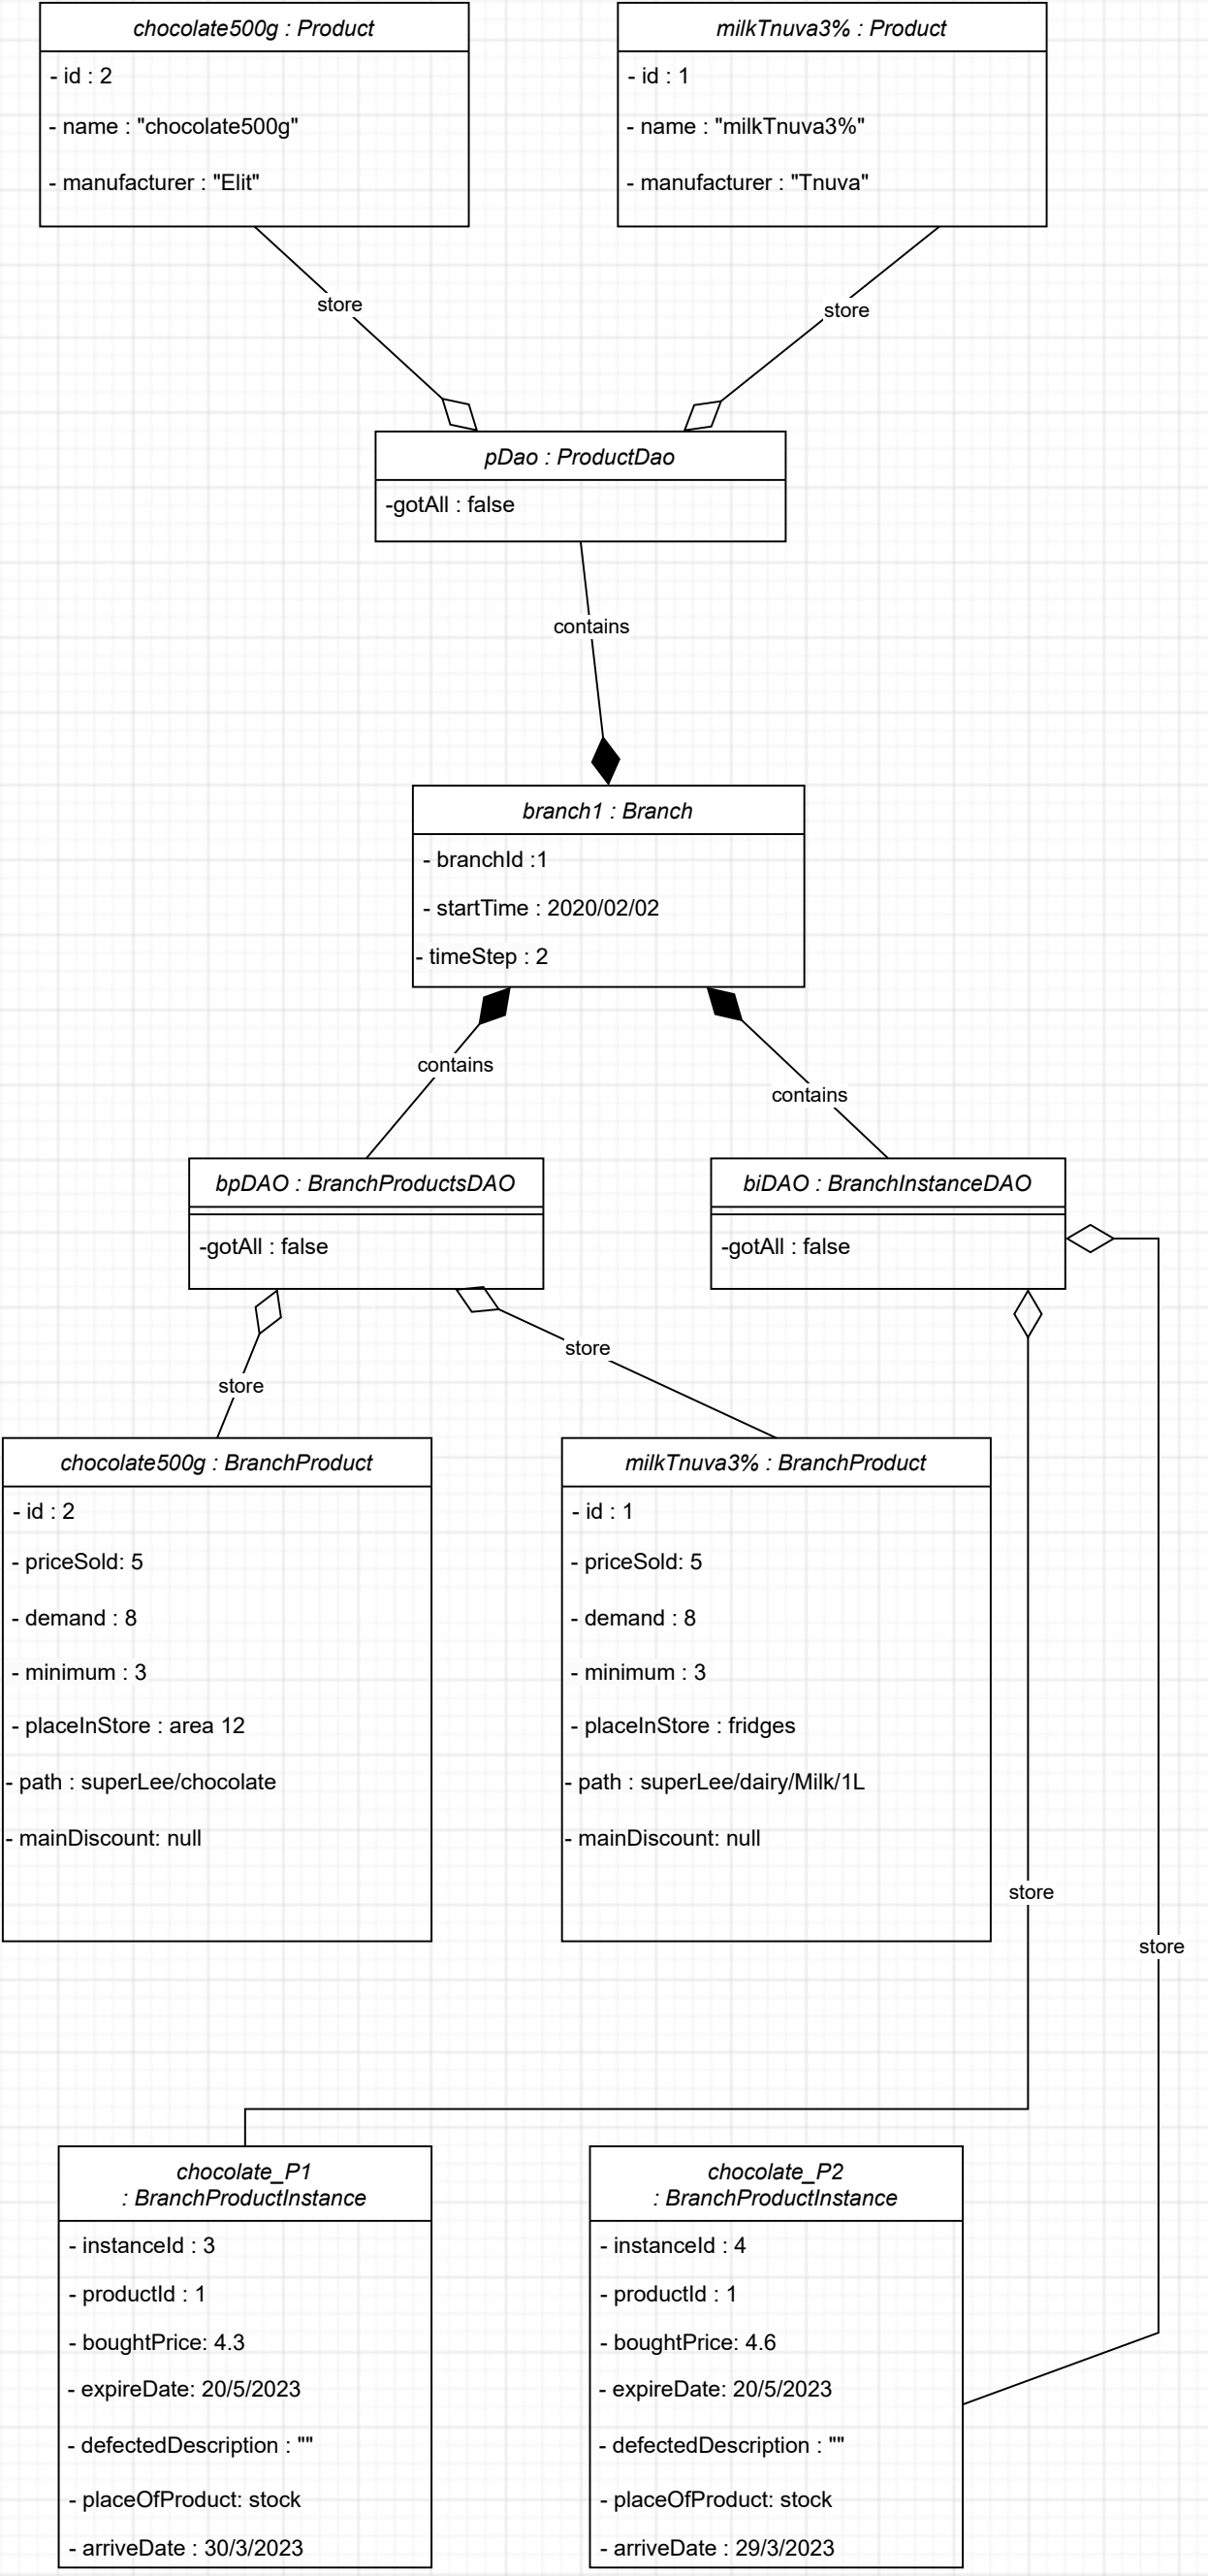 chocolate500g : Product
- id : 2
- name : "chocolate500g"
- manufacturer : "Elit"
milkTnuva3% : Product
- id : 1
- name : "milkTnuva3%"
- manufacturer : "Tnuva"
store
store
pDao : ProductDao
-gotAll : false
contains
branch1 : Branch
- branchId :1
- startTime : 2020/02/02
- timeStep : 2
contains
contains
bpDAO : BranchProductsDAO
-gotAll : false
biDAO : BranchInstanceDAO
-gotAll : false
store
store
chocolate500g : BranchProduct
- id : 2
- priceSold: 5
- demand : 8
- minimum : 3
- placeInStore : area 12
- path : superLee/chocolate
- mainDiscount: null
milkTnuva3% : BranchProduct
- id : 1
- priceSold: 5
- demand : 8
- minimum : 3
- placeInStore : fridges
- path : superLee/dairy/Milk/1L
- mainDiscount: null
store
store
chocolate_P1
: BranchProductInstance
- instanceId : 3
- productId : 1
- boughtPrice: 4.3
- expireDate: 20/5/2023
- defectedDescription : ""
- placeOfProduct: stock
- arriveDate : 30/3/2023
chocolate_P2
: BranchProductInstance
- instanceId : 4
- productId : 1
- boughtPrice: 4.6
- expireDate: 20/5/2023
- defectedDescription : ""
- placeOfProduct: stock
- arriveDate : 29/3/2023